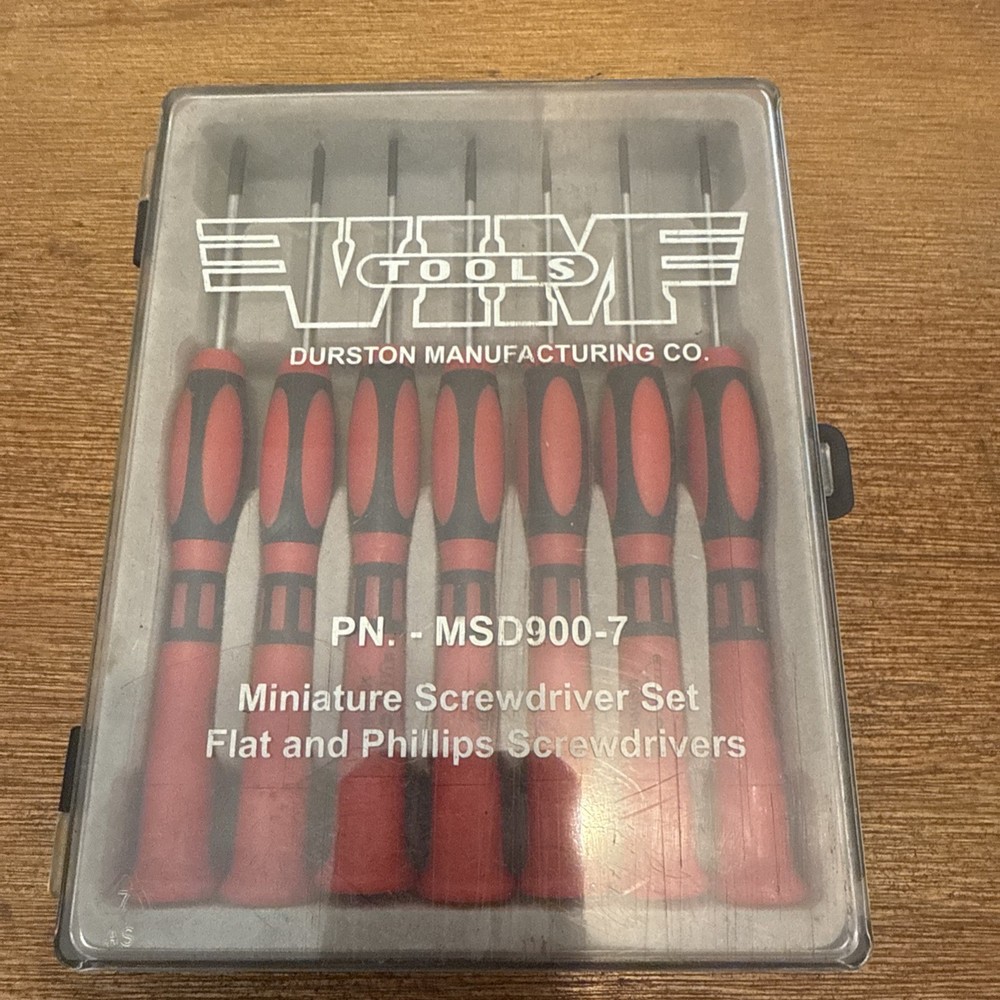 VIM
TOOLS
DURSTON MANUFACTURING CO.
PN. - MSD900-7
Miniature Screwdriver Set
Flat and Phillips Screwdrivers